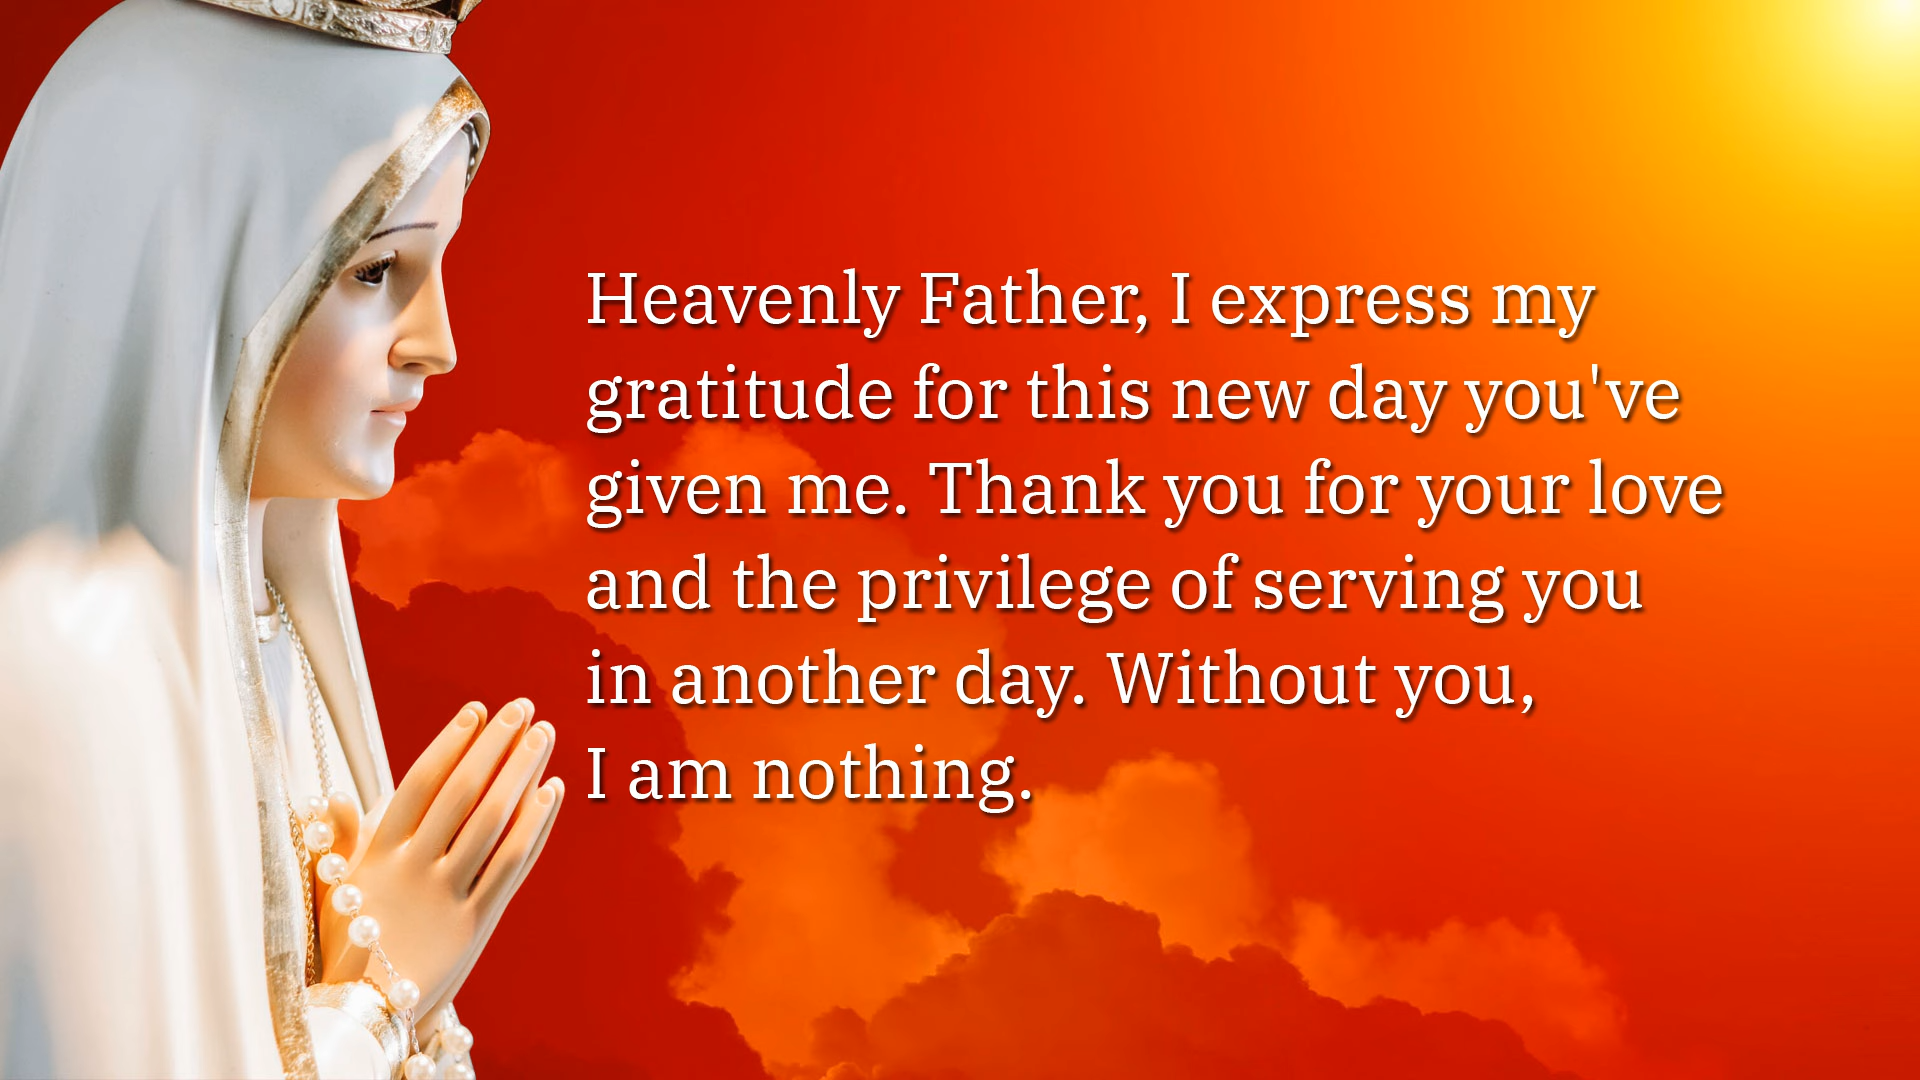 Heavenly Father, I express my
gratitude for this new day you've
given me. Thank you for your love
and the privilege of serving you
in another day. Without you,
I am nothing.